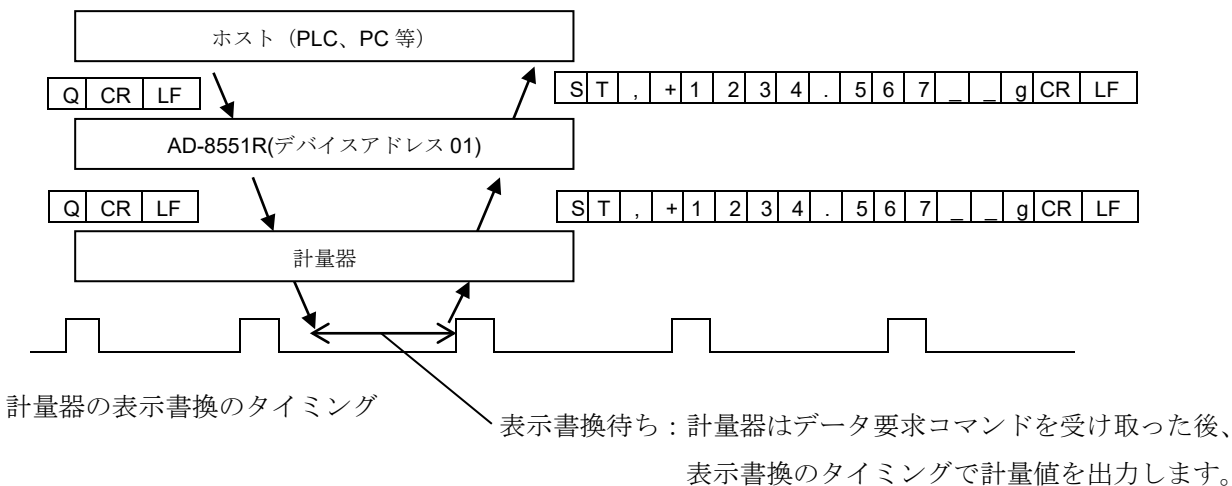 ホスト（PLC、PC 等）
Q CR LF
S T , + 1 2 3 4 . 5 6 7 _ _ g CR LF
AD-8551R(デバイスアドレス 01)
Q CR LF
S T , + 1 2 3 4 . 5 6 7 _ _ g CR LF
計量器
計量器の表示書換のタイミング
表示書換待ち：計量器はデータ要求コマンドを受け取った後、
表示書換のタイミングで計量値を出力します。